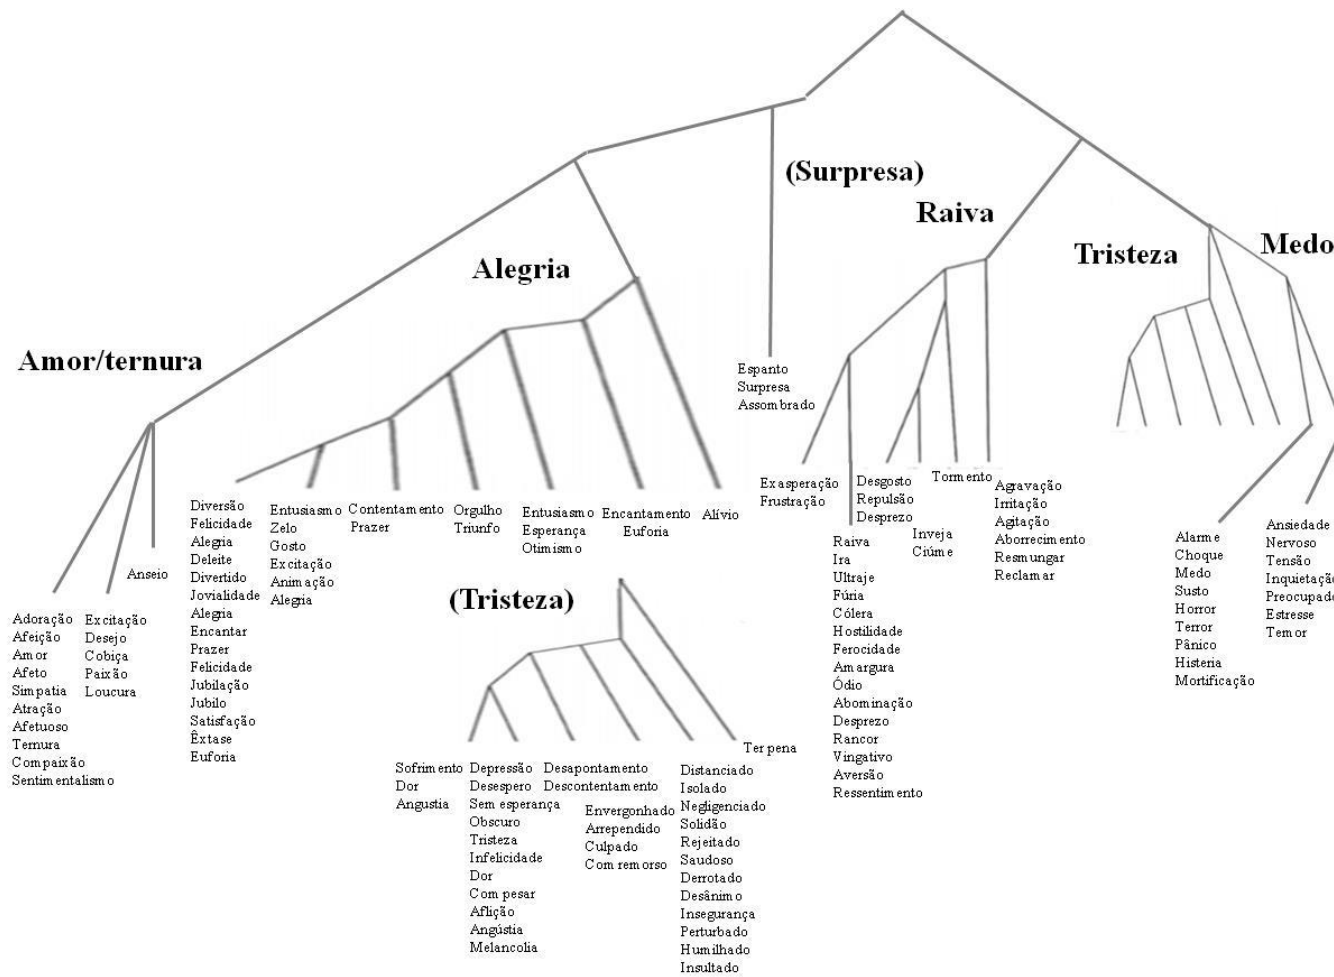 (Surpresa)
Raiva
Tristeza
Medo
Alegria
Amor/ternura
Espanto
Surpresa
Assombrado
Anseio
Adoração
Afeição
Amor
Afeto
Simpatia
Atração
Afetuoso
Ternura
Compaixão
Sentimentalismo
Excitação
Desejo
Cobiça
Paixão
Loucura
Diversão
Felicidade
Alegria
Deleite
Divertido
Jovialidade
Alegria
Encantar
Prazer
Felicidade
Jubilação
Jubilo
Satisfação
Êxtase
Euforia
Entusiasmo
Zelo
Gosto
Excitação
Animação
Alegria
Contentamento
Prazer
Orgulho
Triunfo
Entusiasmo
Esperança
Otimismo
Encantamento
Euforia
Alívio
Exasperação
Frustração
Raiva
Ira
Ultraje
Fúria
Cólera
Hostilidade
Ferocidade
Amargura
Ódio
Abominação
Desprezo
Rancor
Vingativo
Aversão
Ressentimento
Desgosto
Repulsão
Desprezo
Inveja
Ciúme
Tormento
Agravação
Irritação
Agitação
Aborrecimento
Resmungar
Reclamar
Alarme
Choque
Medo
Susto
Horror
Terror
Pânico
Histeria
Mortificação
Ansiedade
Nervoso
Tensão
Inquietação
Preocupado
Estresse
Temor
(Tristeza)
Sofrimento
Dor
Angustia
Depressão
Desespero
Sem esperança
Obscuro
Tristeza
Infelicidade
Dor
Com pesar
Aflição
Angústia
Melancolia
Desapontamento
Descontentamento
Envergonhado
Arrependido
Culpado
Com remorso
Distanciado
Isolado
Negligenciado
Solidão
Rejeitado
Saudoso
Derrotado
Desânimo
Insegurança
Perturbado
Humilhado
Insultado
Ter pena